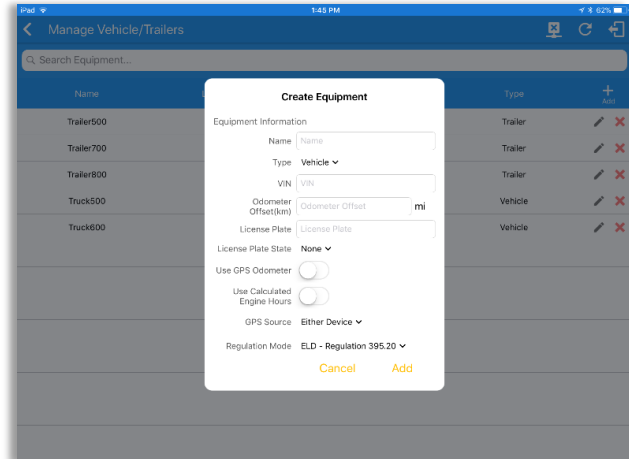 iPad 1:45 PM 62%
Manage Vehicle/Trailers
Search Equipment...
Name L Type Add
Create Equipment
Equipment Information
Name Name
Type Vehicle
VIN VIN
Odometer
Offset(km) Odometer Offset mi
License Plate License Plate
License Plate State None
Use GPS Odometer
Use Calculated
Engine Hours
GPS Source Either Device
Regulation Mode ELD - Regulation 395.20
Cancel Add
Trailer500 Trailer
Trailer700 Trailer
Trailer800 Trailer
Truck500 Vehicle
Truck600 Vehicle